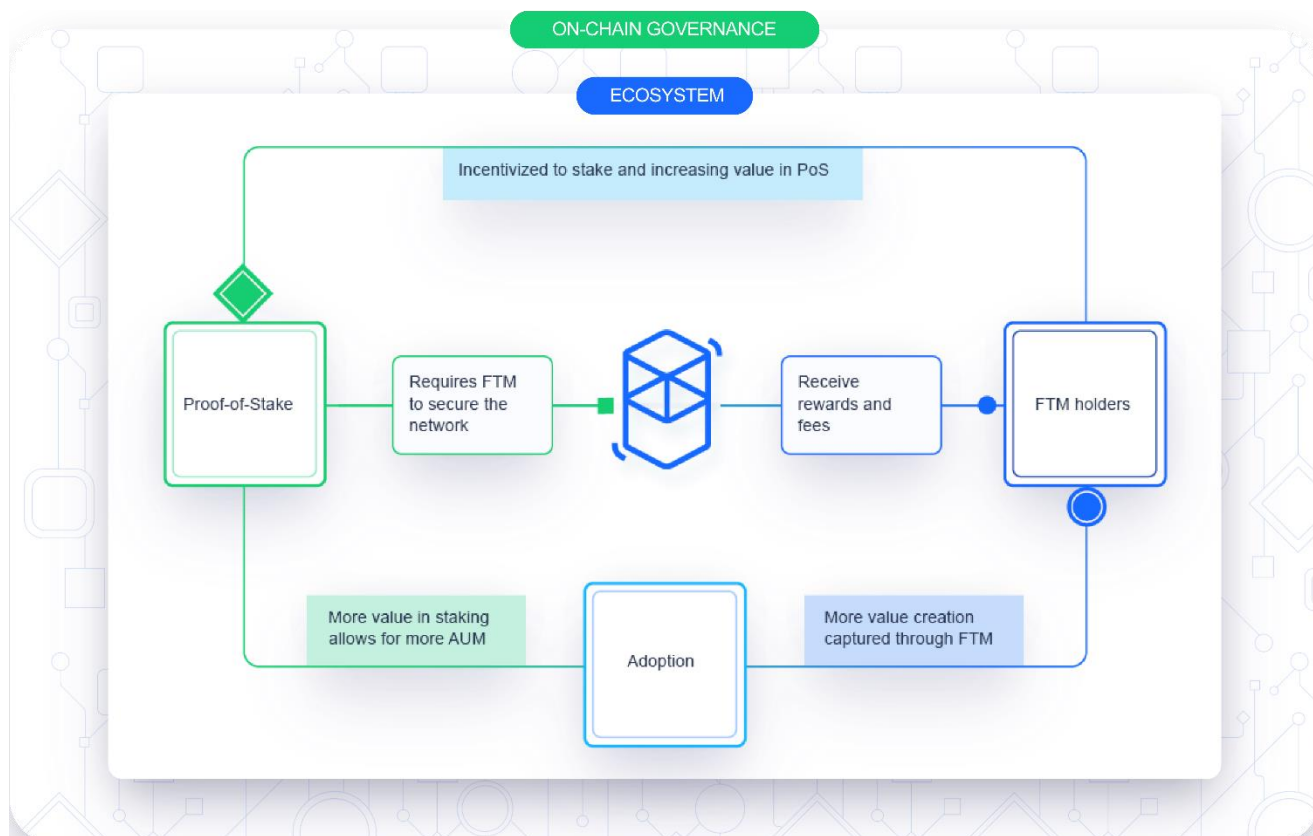 ON-CHAIN GOVERNANCE
ECOSYSTEM
Incentivized to stake and increasing value in PoS
Proof-of-Stake
Requires FTM
to secure the
network
Receive
rewards and
fees
FTM holders
More value in staking
allows for more AUM
Adoption
More value creation
captured through FTM